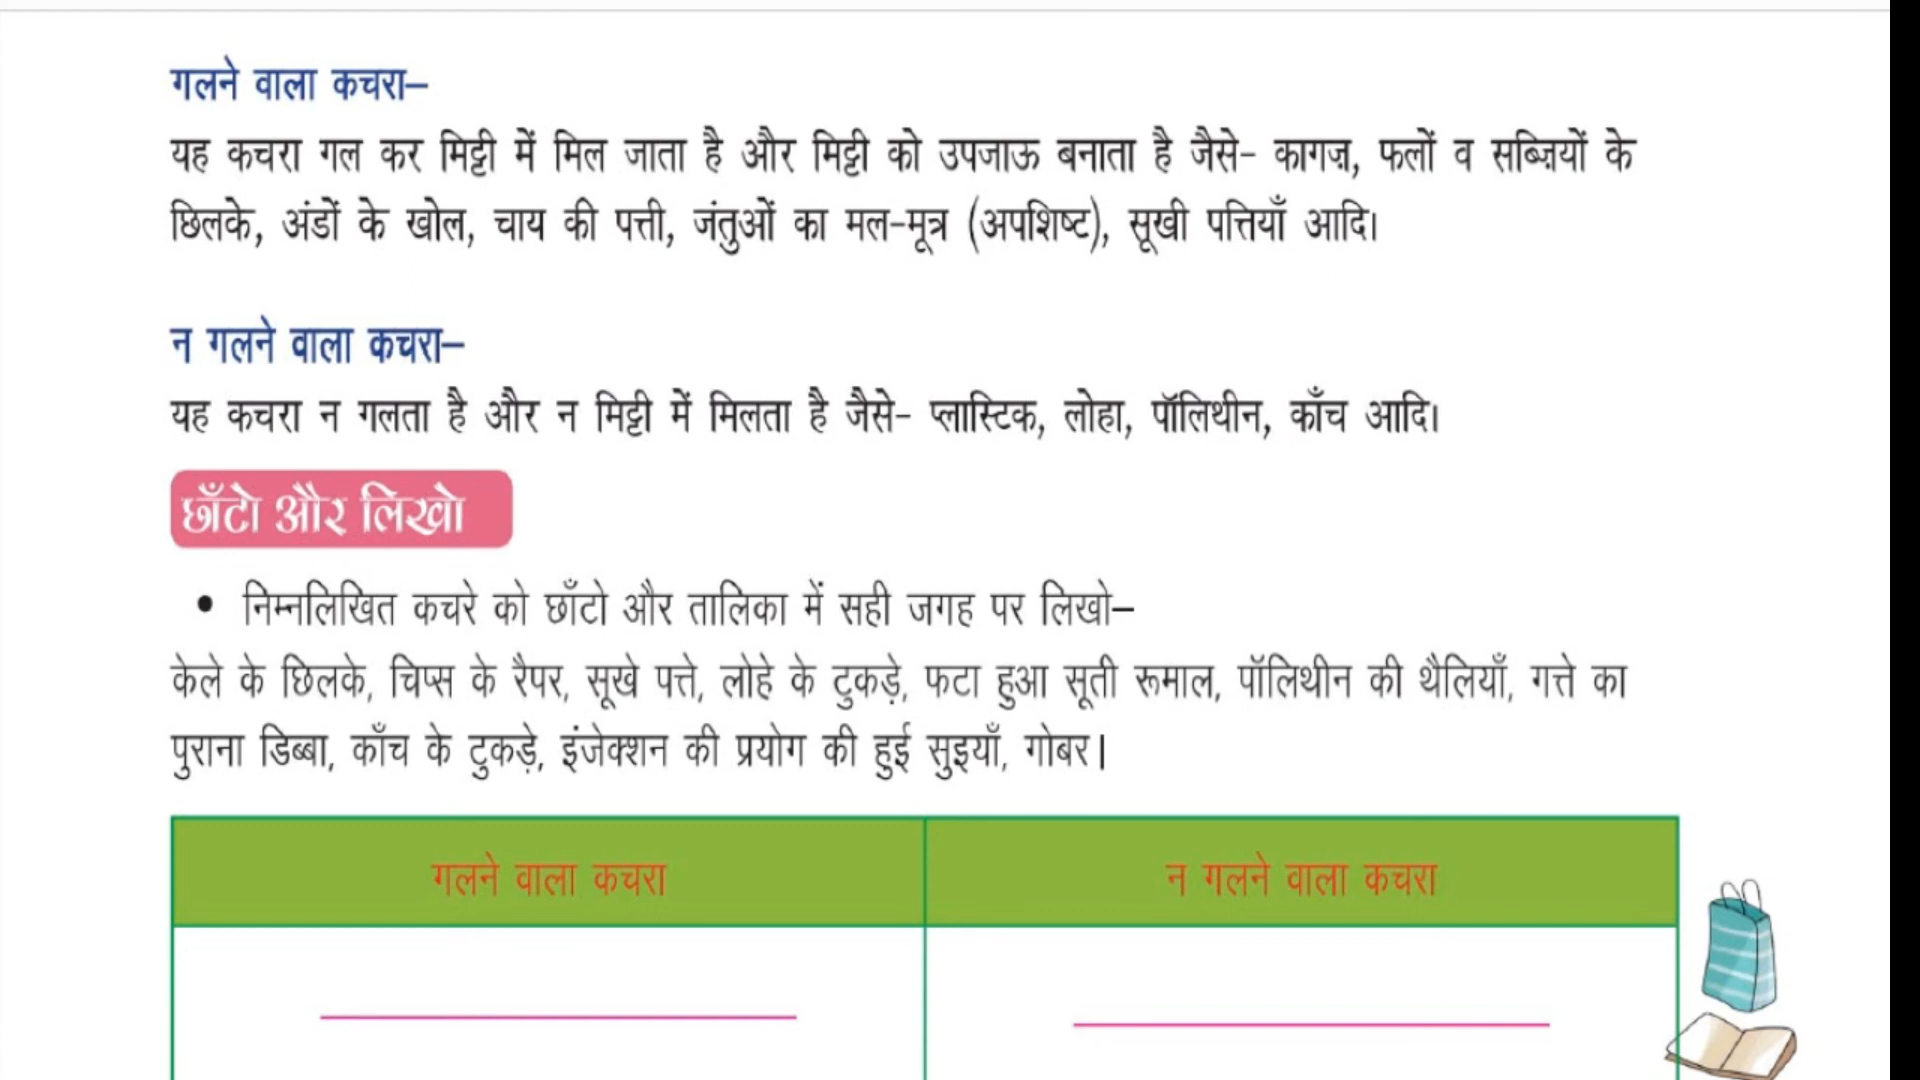 गलने वाला कचरा–
यह कचरा गल कर मिट्टी में मिल जाता है और मिट्टी को उपजाऊ बनाता है जैसे- कागज़, फलों व सब्ज़ियों के
छिलके, अंडों के खोल, चाय की पत्ती, जंतुओं का मल-मूत्र (अपशिष्ट), सूखी पत्तियाँ आदि।
न गलने वाला कचरा–
यह कचरा न गलता है और न मिट्टी में मिलता है जैसे- प्लास्टिक, लोहा, पॉलिथीन, काँच आदि।
छाँटो और लिखो
• निम्नलिखित कचरे को छाँटो और तालिका में सही जगह पर लिखो–
केले के छिलके, चिप्स के रैपर, सूखे पत्ते, लोहे के टुकड़े, फटा हुआ सूती रूमाल, पॉलिथीन की थैलियाँ, गत्ते का
पुराना डिब्बा, काँच के टुकड़े, इंजेक्शन की प्रयोग की हुई सुइयाँ, गोबर।
गलने वाला कचरा
न गलने वाला कचरा